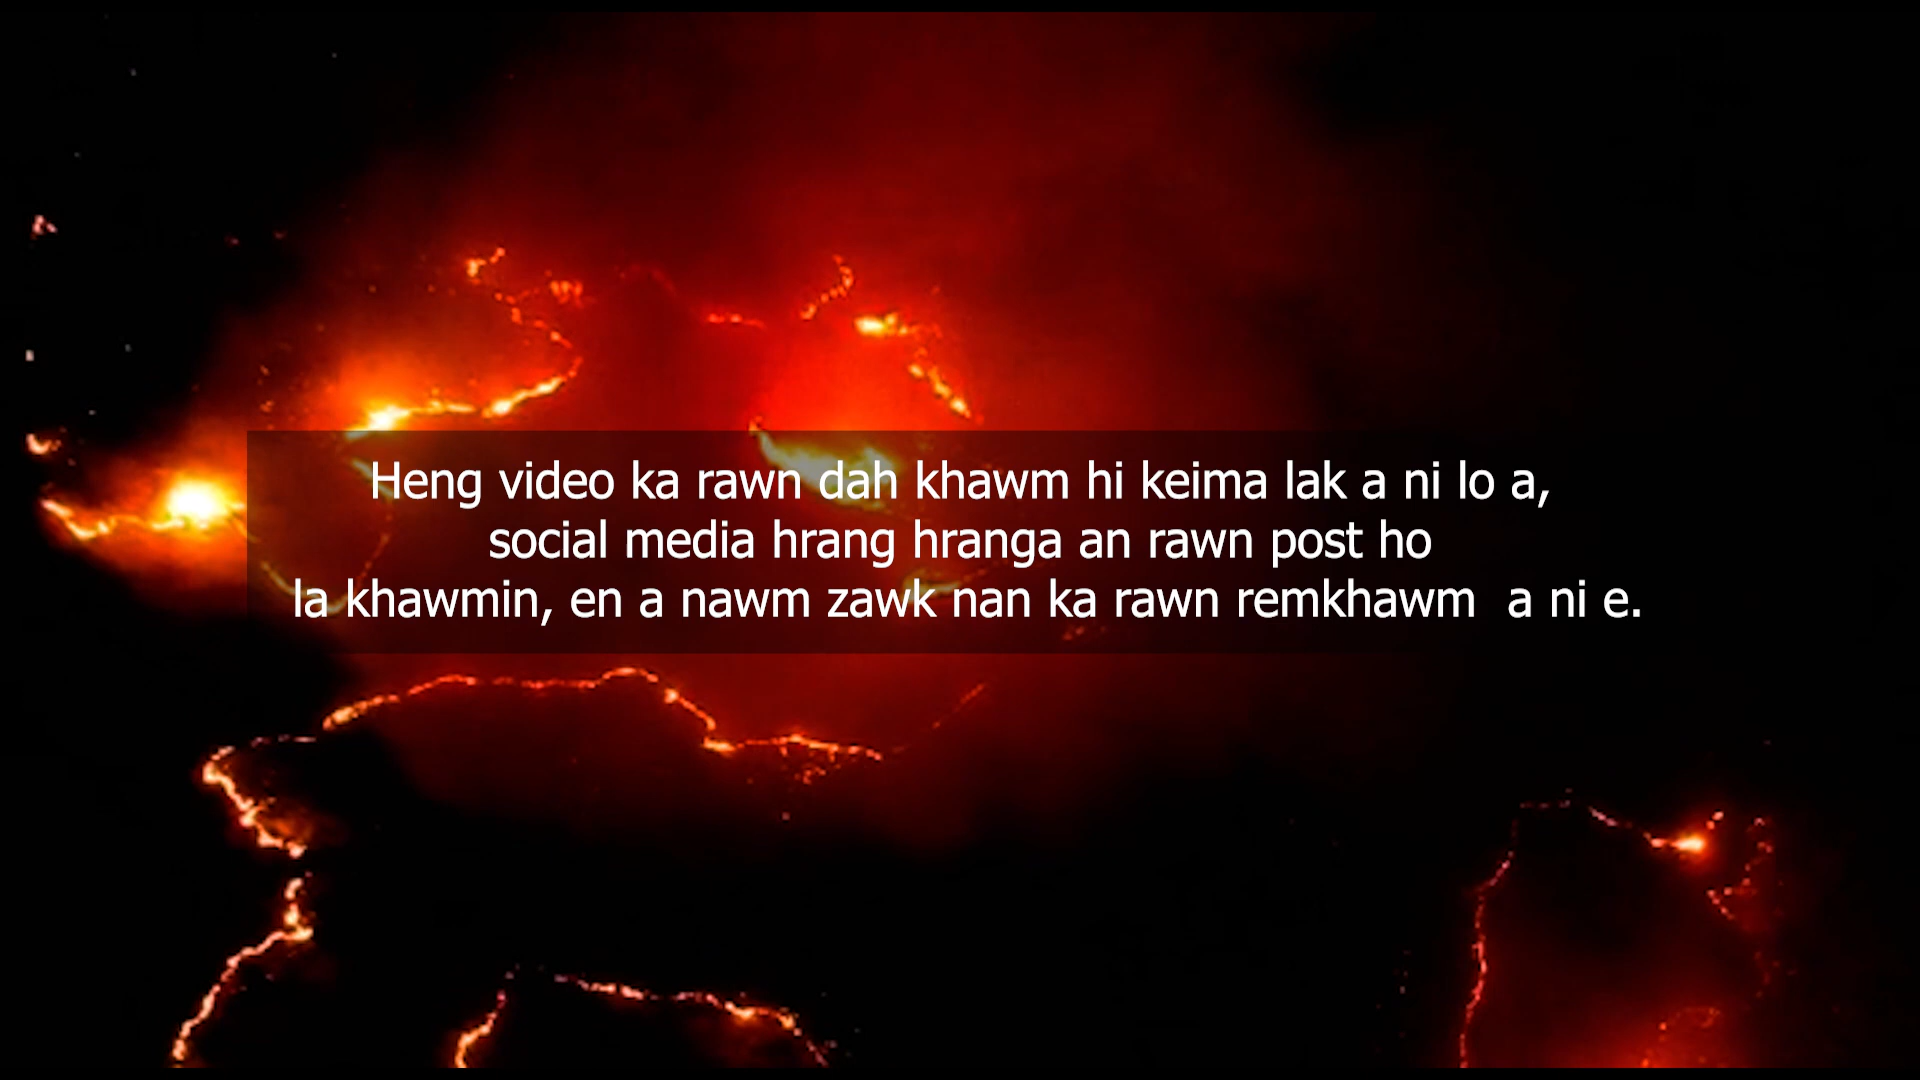 Heng video ka rawn dah khawm hi keima lak a ni lo a,
social media hrang hranga an rawn post ho
la khawmin, en a nawm zawk nan ka rawn remkhawm  a ni e.